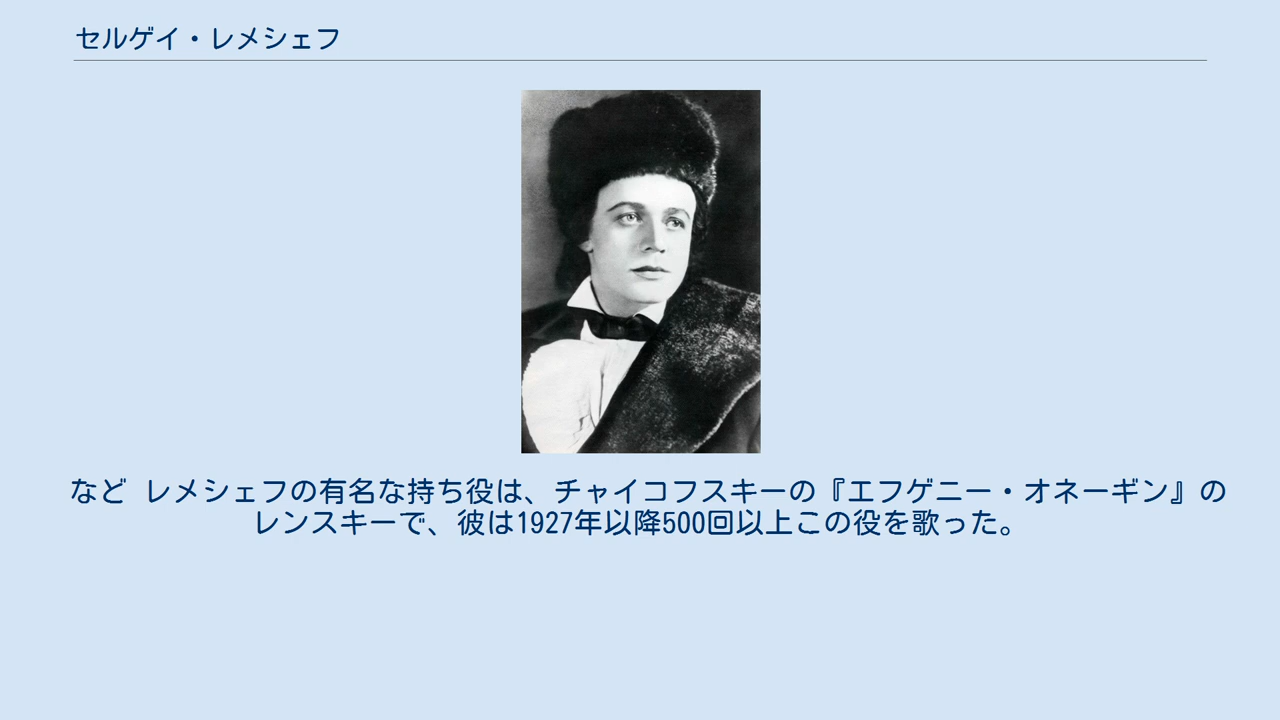 セルゲイ・レメシェフ
など レメシェフの有名な持ち役は、チャイコフスキーの『エフゲニー・オネーギン』の
レンスキーで、彼は1927年以降500回以上この役を歌った。